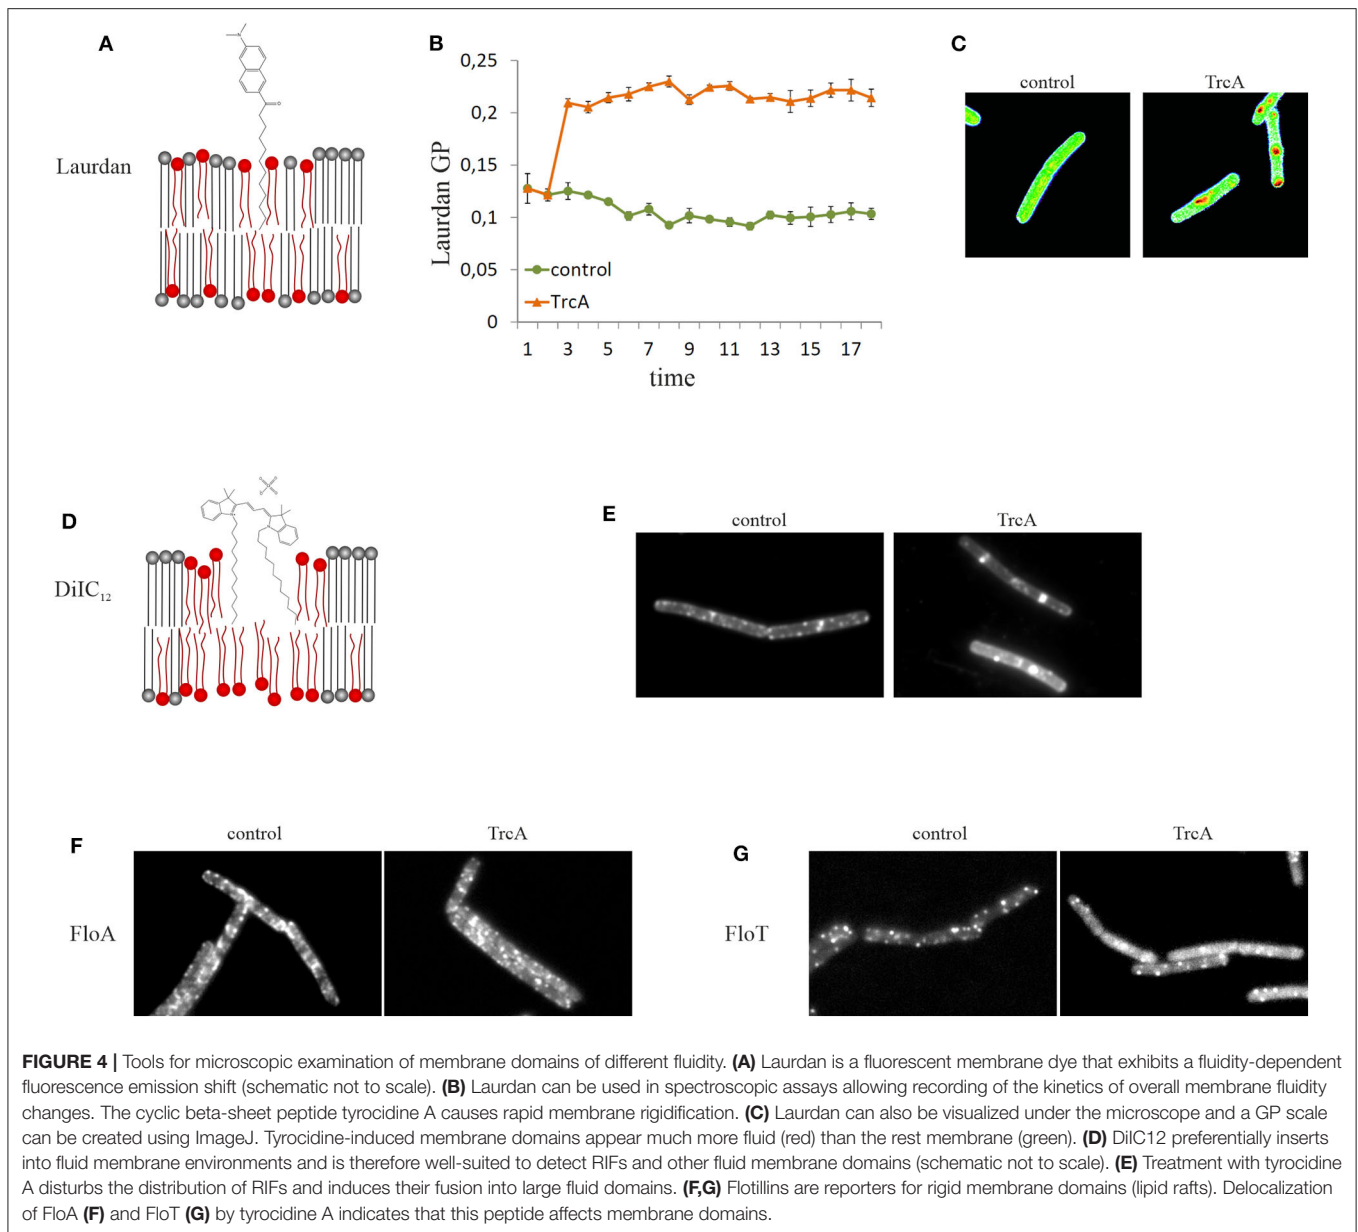 A
B
C
Laurdan
0,25
0,2
0,15
0,1
0,05
0
Laurdan GP
control
TrcA
1 3 5 7 9 11 13 15 17
time
control
TrcA
D
DiIC12
E
control
TrcA
F
control
TrcA
FloA
G
control
TrcA
FloT
FIGURE 4 | Tools for microscopic examination of membrane domains of different fluidity. (A) Laurdan is a fluorescent membrane dye that exhibits a fluidity-dependent
fluorescence emission shift (schematic not to scale). (B) Laurdan can be used in spectroscopic assays allowing recording of the kinetics of overall membrane fluidity
changes. The cyclic beta-sheet peptide tyrocidine A causes rapid membrane rigidification. (C) Laurdan can also be visualized under the microscope and a GP scale
can be created using ImageJ. Tyrocidine-induced membrane domains appear much more fluid (red) than the rest membrane (green). (D) DiIC12 preferentially inserts
into fluid membrane environments and is therefore well-suited to detect RIFs and other fluid membrane domains (schematic not to scale). (E) Treatment with tyrocidine
A disturbs the distribution of RIFs and induces their fusion into large fluid domains. (F,G) Flotillins are reporters for rigid membrane domains (lipid rafts). Delocalization
of FloA (F) and FloT (G) by tyrocidine A indicates that this peptide affects membrane domains.